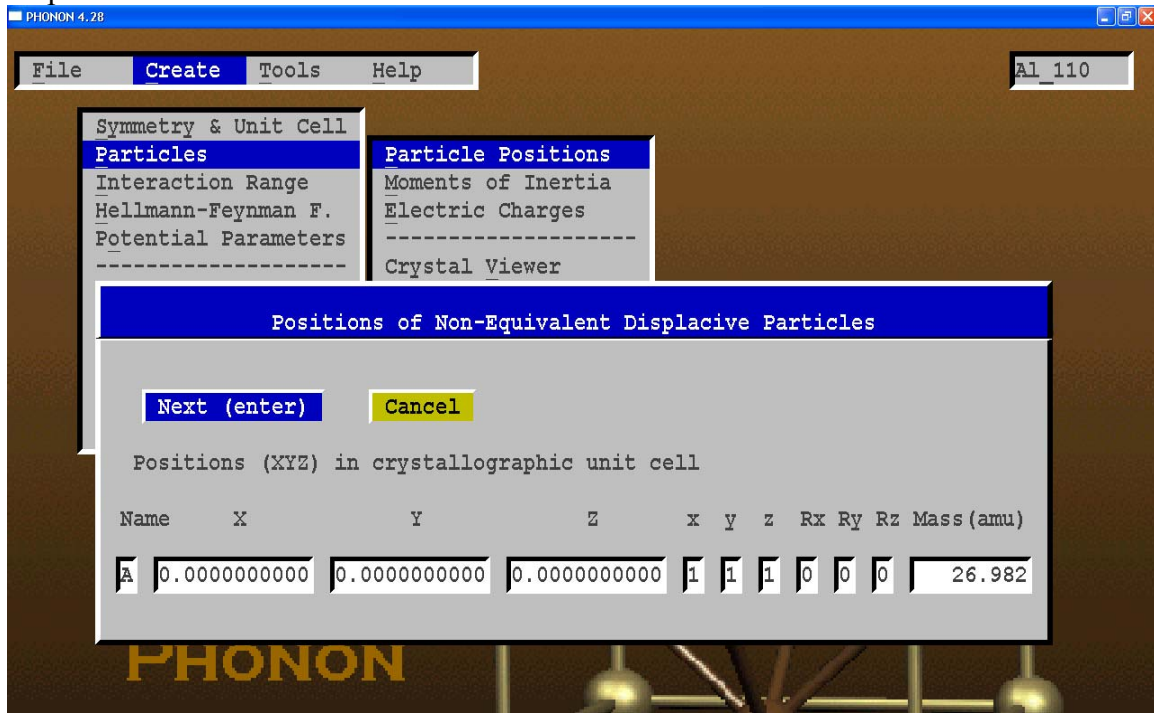 PHONON 4.28
File Create Tools Help Al_110
Symmetry & Unit Cell
Particles Particle Positions
Interaction Range Moments of Inertia
Hellmann-Feynman F. Electric Charges
Potential Parameters --------------------
-------------------- Crystal Viewer
Positions of Non-Equivalent Displacive Particles
Next (enter) Cancel
Positions (XYZ) in crystallographic unit cell
Name X Y Z x y z Rx Ry Rz Mass(amu)
A 0.0000000000 0.0000000000 0.0000000000 1 1 1 0 0 0 26.982
PHONON